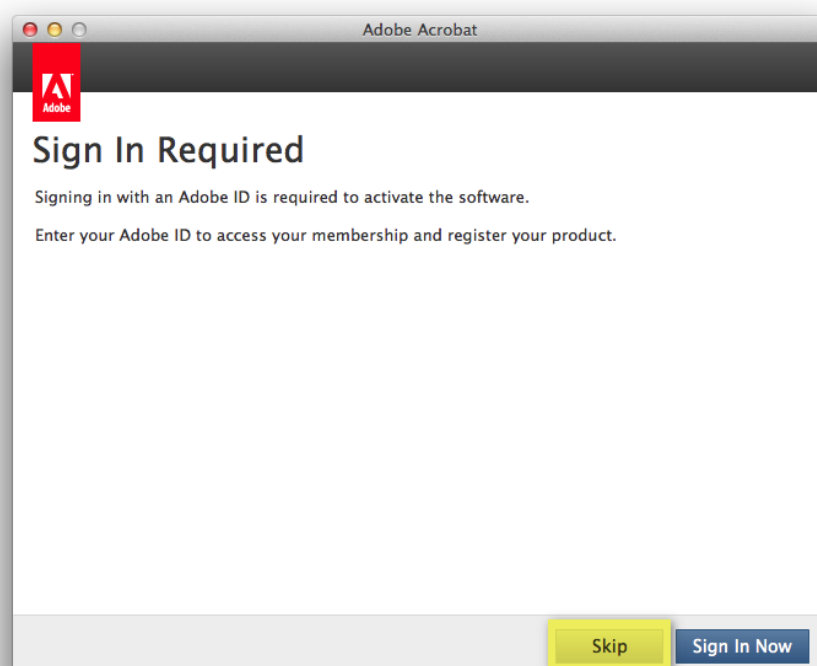 Adobe Acrobat
Adobe
Sign In Required
Signing in with an Adobe ID is required to activate the software.
Enter your Adobe ID to access your membership and register your product.
Skip
Sign In Now